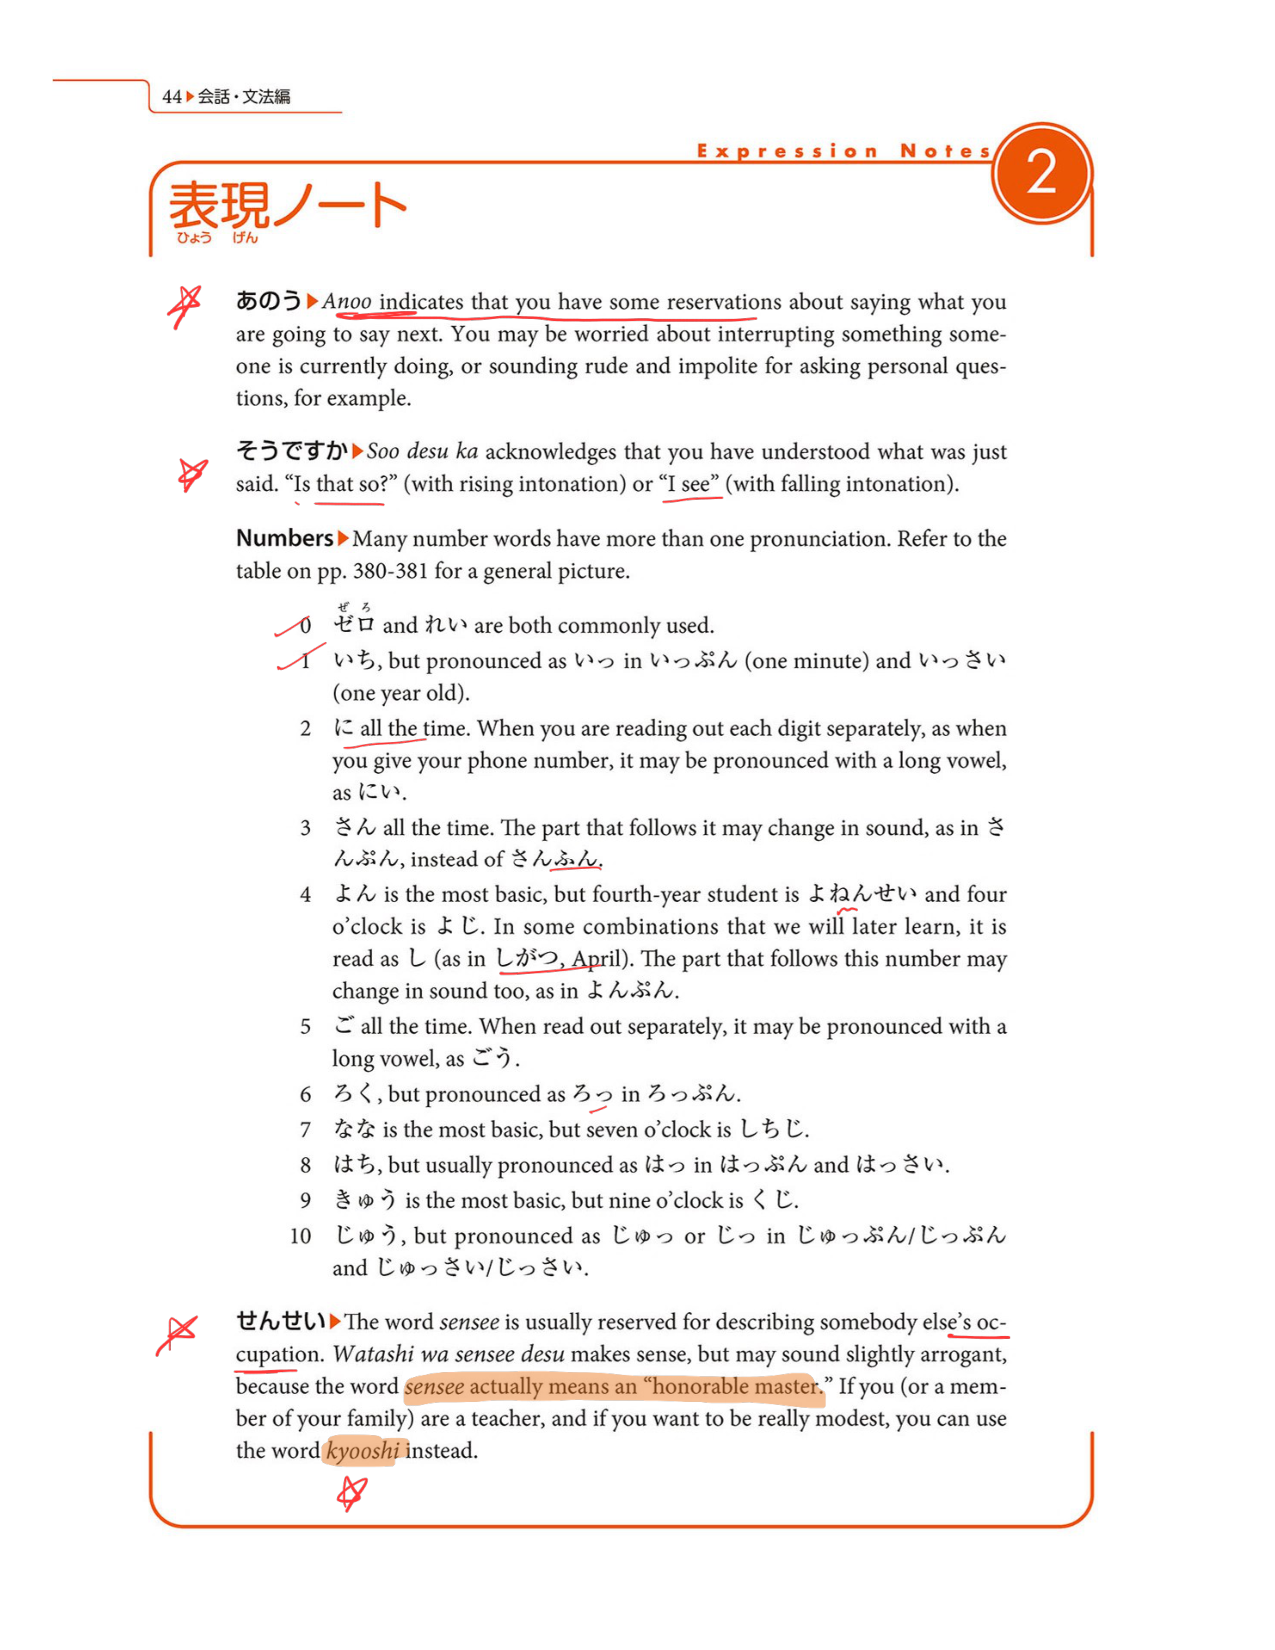 44▶会話・文法編
Expression Notes 2
表現ノート
ひょう げん
あのう▶Anoo indicates that you have some reservations about saying what you
are going to say next. You may be worried about interrupting something some-
one is currently doing, or sounding rude and impolite for asking personal ques-
tions, for example.
そうですか▶Soo desu ka acknowledges that you have understood what was just
said. “Is that so?” (with rising intonation) or “I see” (with falling intonation).
Numbers▶Many number words have more than one pronunciation. Refer to the
table on pp. 380-381 for a general picture.
ぜ ろ
0 ゼロ and れい are both commonly used.
1 いち, but pronounced as いっ in いっぷん (one minute) and いっさい
(one year old).
2 に all the time. When you are reading out each digit separately, as when
you give your phone number, it may be pronounced with a long vowel,
as にい.
3 さん all the time. The part that follows it may change in sound, as in さ
んぷん, instead of さんふん.
4 よん is the most basic, but fourth-year student is よねんせい and four
o’clock is よじ. In some combinations that we will later learn, it is
read as し (as in しがつ, April). The part that follows this number may
change in sound too, as in よんぷん.
5 ご all the time. When read out separately, it may be pronounced with a
long vowel, as ごう.
6 ろく, but pronounced as ろっ in ろっぷん.
7 なな is the most basic, but seven o’clock is しちじ.
8 はち, but usually pronounced as はっ in はっぷん and はっさい.
9 きゅう is the most basic, but nine o’clock is くじ.
10 じゅう, but pronounced as じゅっ or じっ in じゅっぷん/じっぷん
and じゅっさい/じっさい.
せんせい▶The word sensee is usually reserved for describing somebody else’s oc-
cupation. Watashi wa sensee desu makes sense, but may sound slightly arrogant,
because the word sensee actually means an “honorable master.” If you (or a mem-
ber of your family) are a teacher, and if you want to be really modest, you can use
the word kyooshi instead.